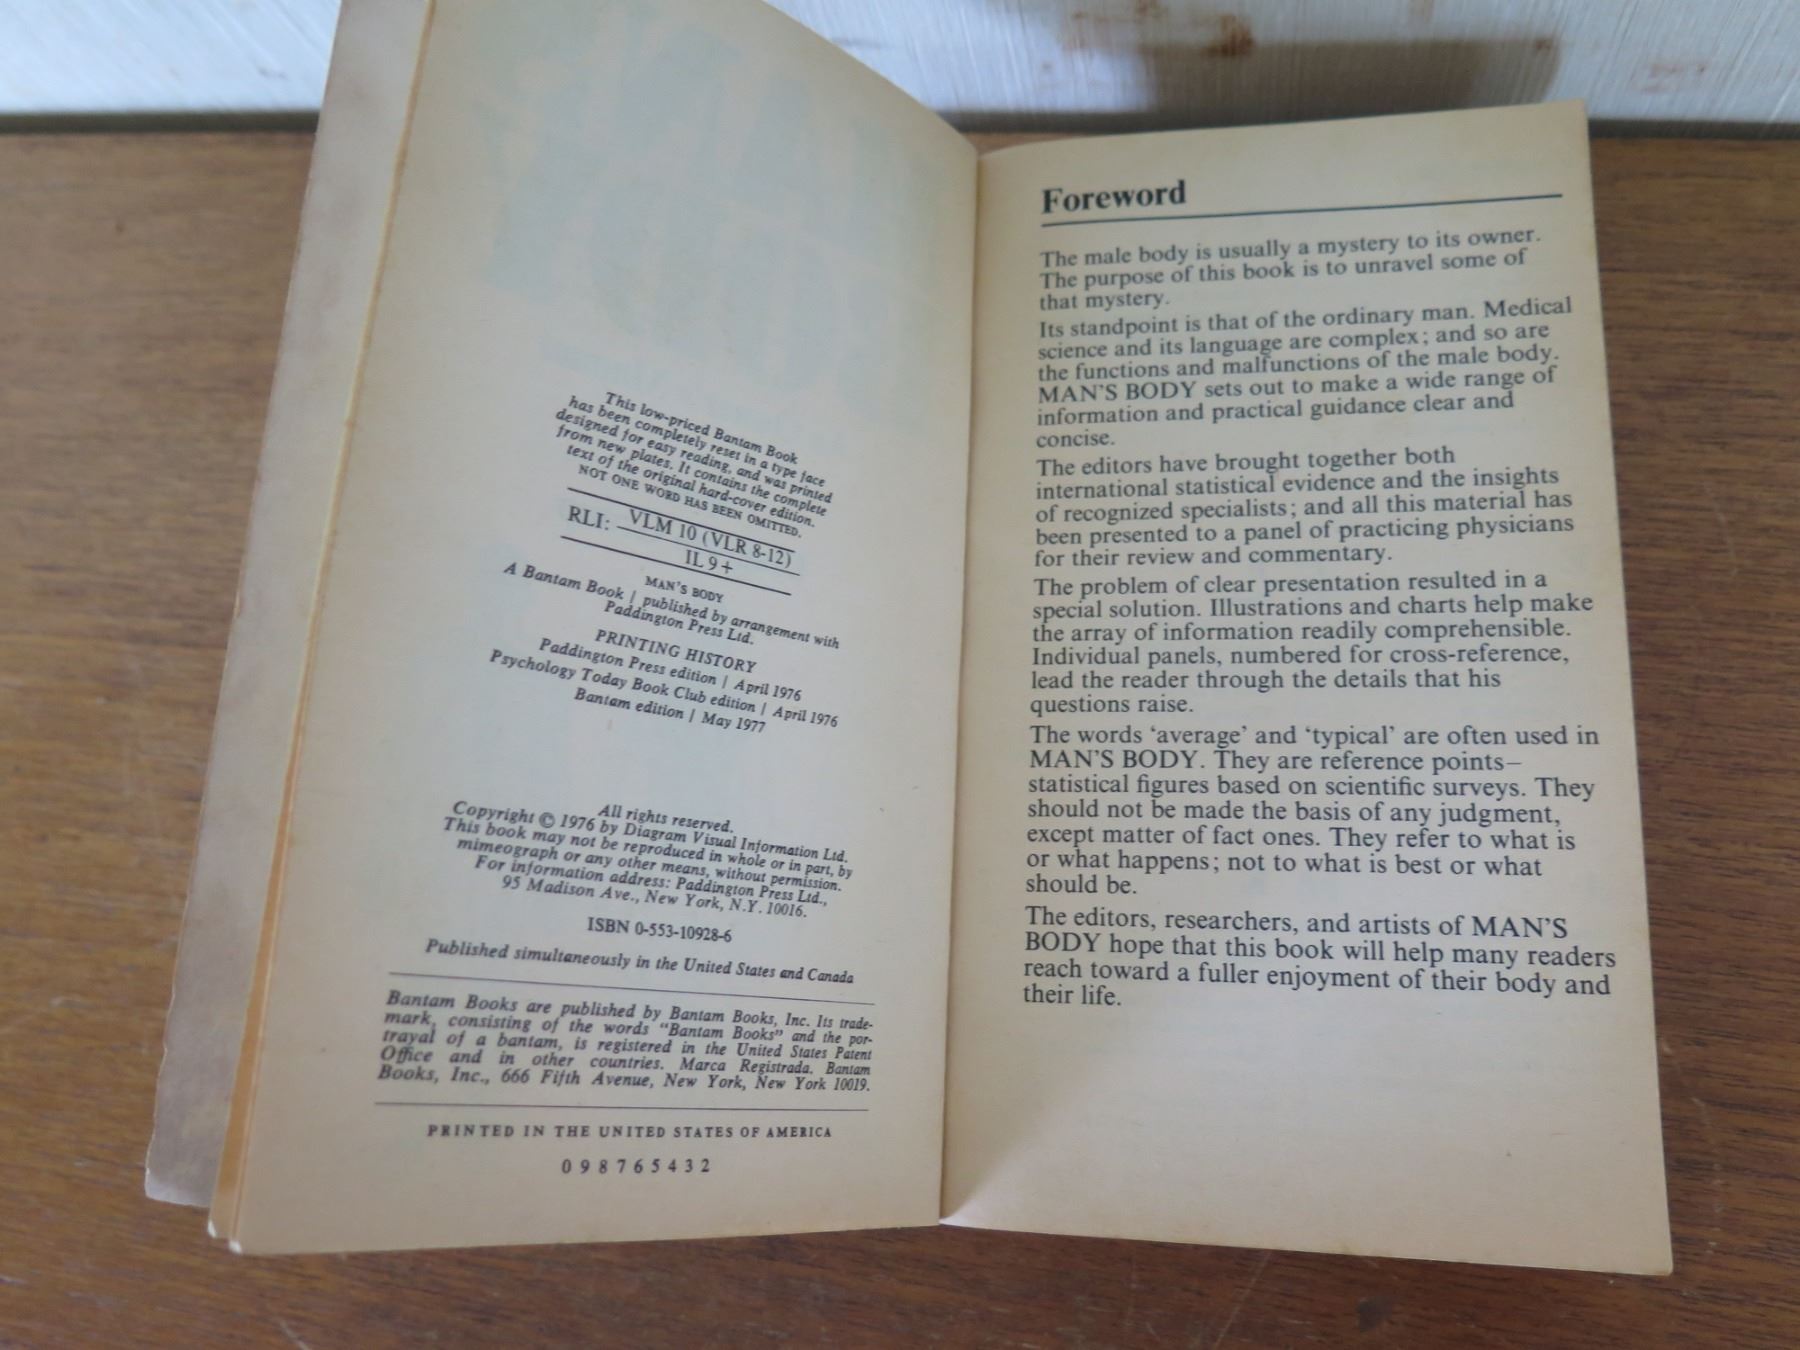 This low-priced Bantam Book
has been completely reset in a type face
designed for easy reading, and was printed
from new plates. It contains the complete
text of the original hard-cover edition.
NOT ONE WORD HAS BEEN OMITTED.
RLI: VLM 10 (VLR 8-12)
IL 9+
MAN'S BODY
A Bantam Book | published by arrangement with
Paddington Press Ltd.
PRINTING HISTORY
Paddington Press edition | April 1976
Psychology Today Book Club edition | April 1976
Bantam edition | May 1977
All rights reserved.
Copyright © 1976 by Diagram Visual Information Ltd.
This book may not be reproduced in whole or in part, by
mimeograph or any other means, without permission.
For information address: Paddington Press Ltd.,
95 Madison Ave., New York, N.Y. 10016.
ISBN 0-553-10928-6
Published simultaneously in the United States and Canada
Bantam Books are published by Bantam Books, Inc. Its trade-
mark, consisting of the words "Bantam Books" and the por-
trayal of a bantam, is registered in the United States Patent
Office and in other countries. Marca Registrada. Bantam
Books, Inc., 666 Fifth Avenue, New York, New York 10019.
PRINTED IN THE UNITED STATES OF AMERICA
0 9 8 7 6 5 4 3 2
Foreword
The male body is usually a mystery to its owner.
The purpose of this book is to unravel some of
that mystery.
Its standpoint is that of the ordinary man. Medical
science and its language are complex; and so are
the functions and malfunctions of the male body.
MAN'S BODY sets out to make a wide range of
information and practical guidance clear and
concise.
The editors have brought together both
international statistical evidence and the insights
of recognized specialists; and all this material has
been presented to a panel of practicing physicians
for their review and commentary.
The problem of clear presentation resulted in a
special solution. Illustrations and charts help make
the array of information readily comprehensible.
Individual panels, numbered for cross-reference,
lead the reader through the details that his
questions raise.
The words 'average' and 'typical' are often used in
MAN'S BODY. They are reference points—
statistical figures based on scientific surveys. They
should not be made the basis of any judgment,
except matter of fact ones. They refer to what is
or what happens; not to what is best or what
should be.
The editors, researchers, and artists of MAN'S
BODY hope that this book will help many readers
reach toward a fuller enjoyment of their body and
their life.